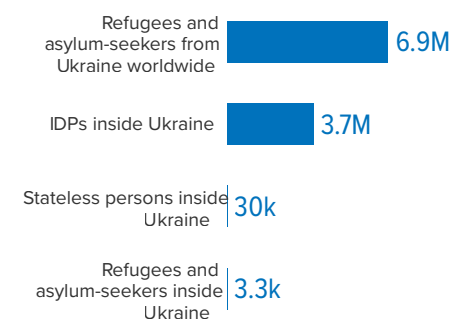 Refugees and
asylum-seekers from
Ukraine worldwide
6.9M
IDPs inside Ukraine
3.7M
Stateless persons inside
Ukraine
30k
Refugees and
asylum-seekers inside
Ukraine
3.3k